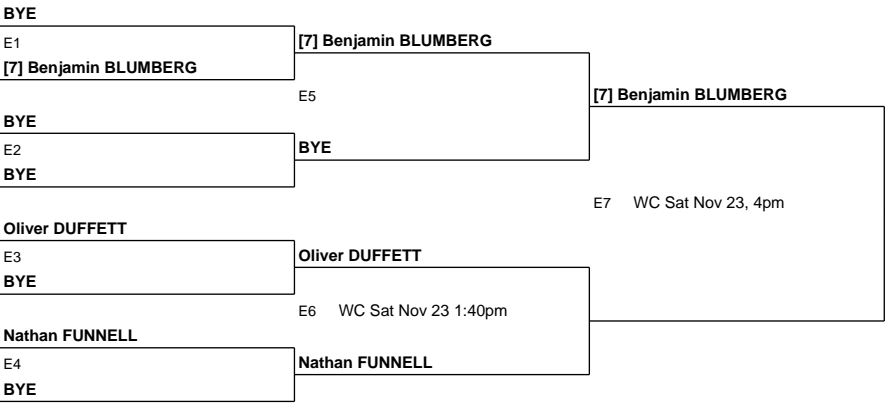 BYE
E1
[7] Benjamin BLUMBERG
[7] Benjamin BLUMBERG
E5
[7] Benjamin BLUMBERG
BYE
E2
BYE
BYE
E7 WC Sat Nov 23, 4pm
Oliver DUFFETT
E3
Oliver DUFFETT
BYE
E6 WC Sat Nov 23 1:40pm
Nathan FUNNELL
E4
Nathan FUNNELL
BYE